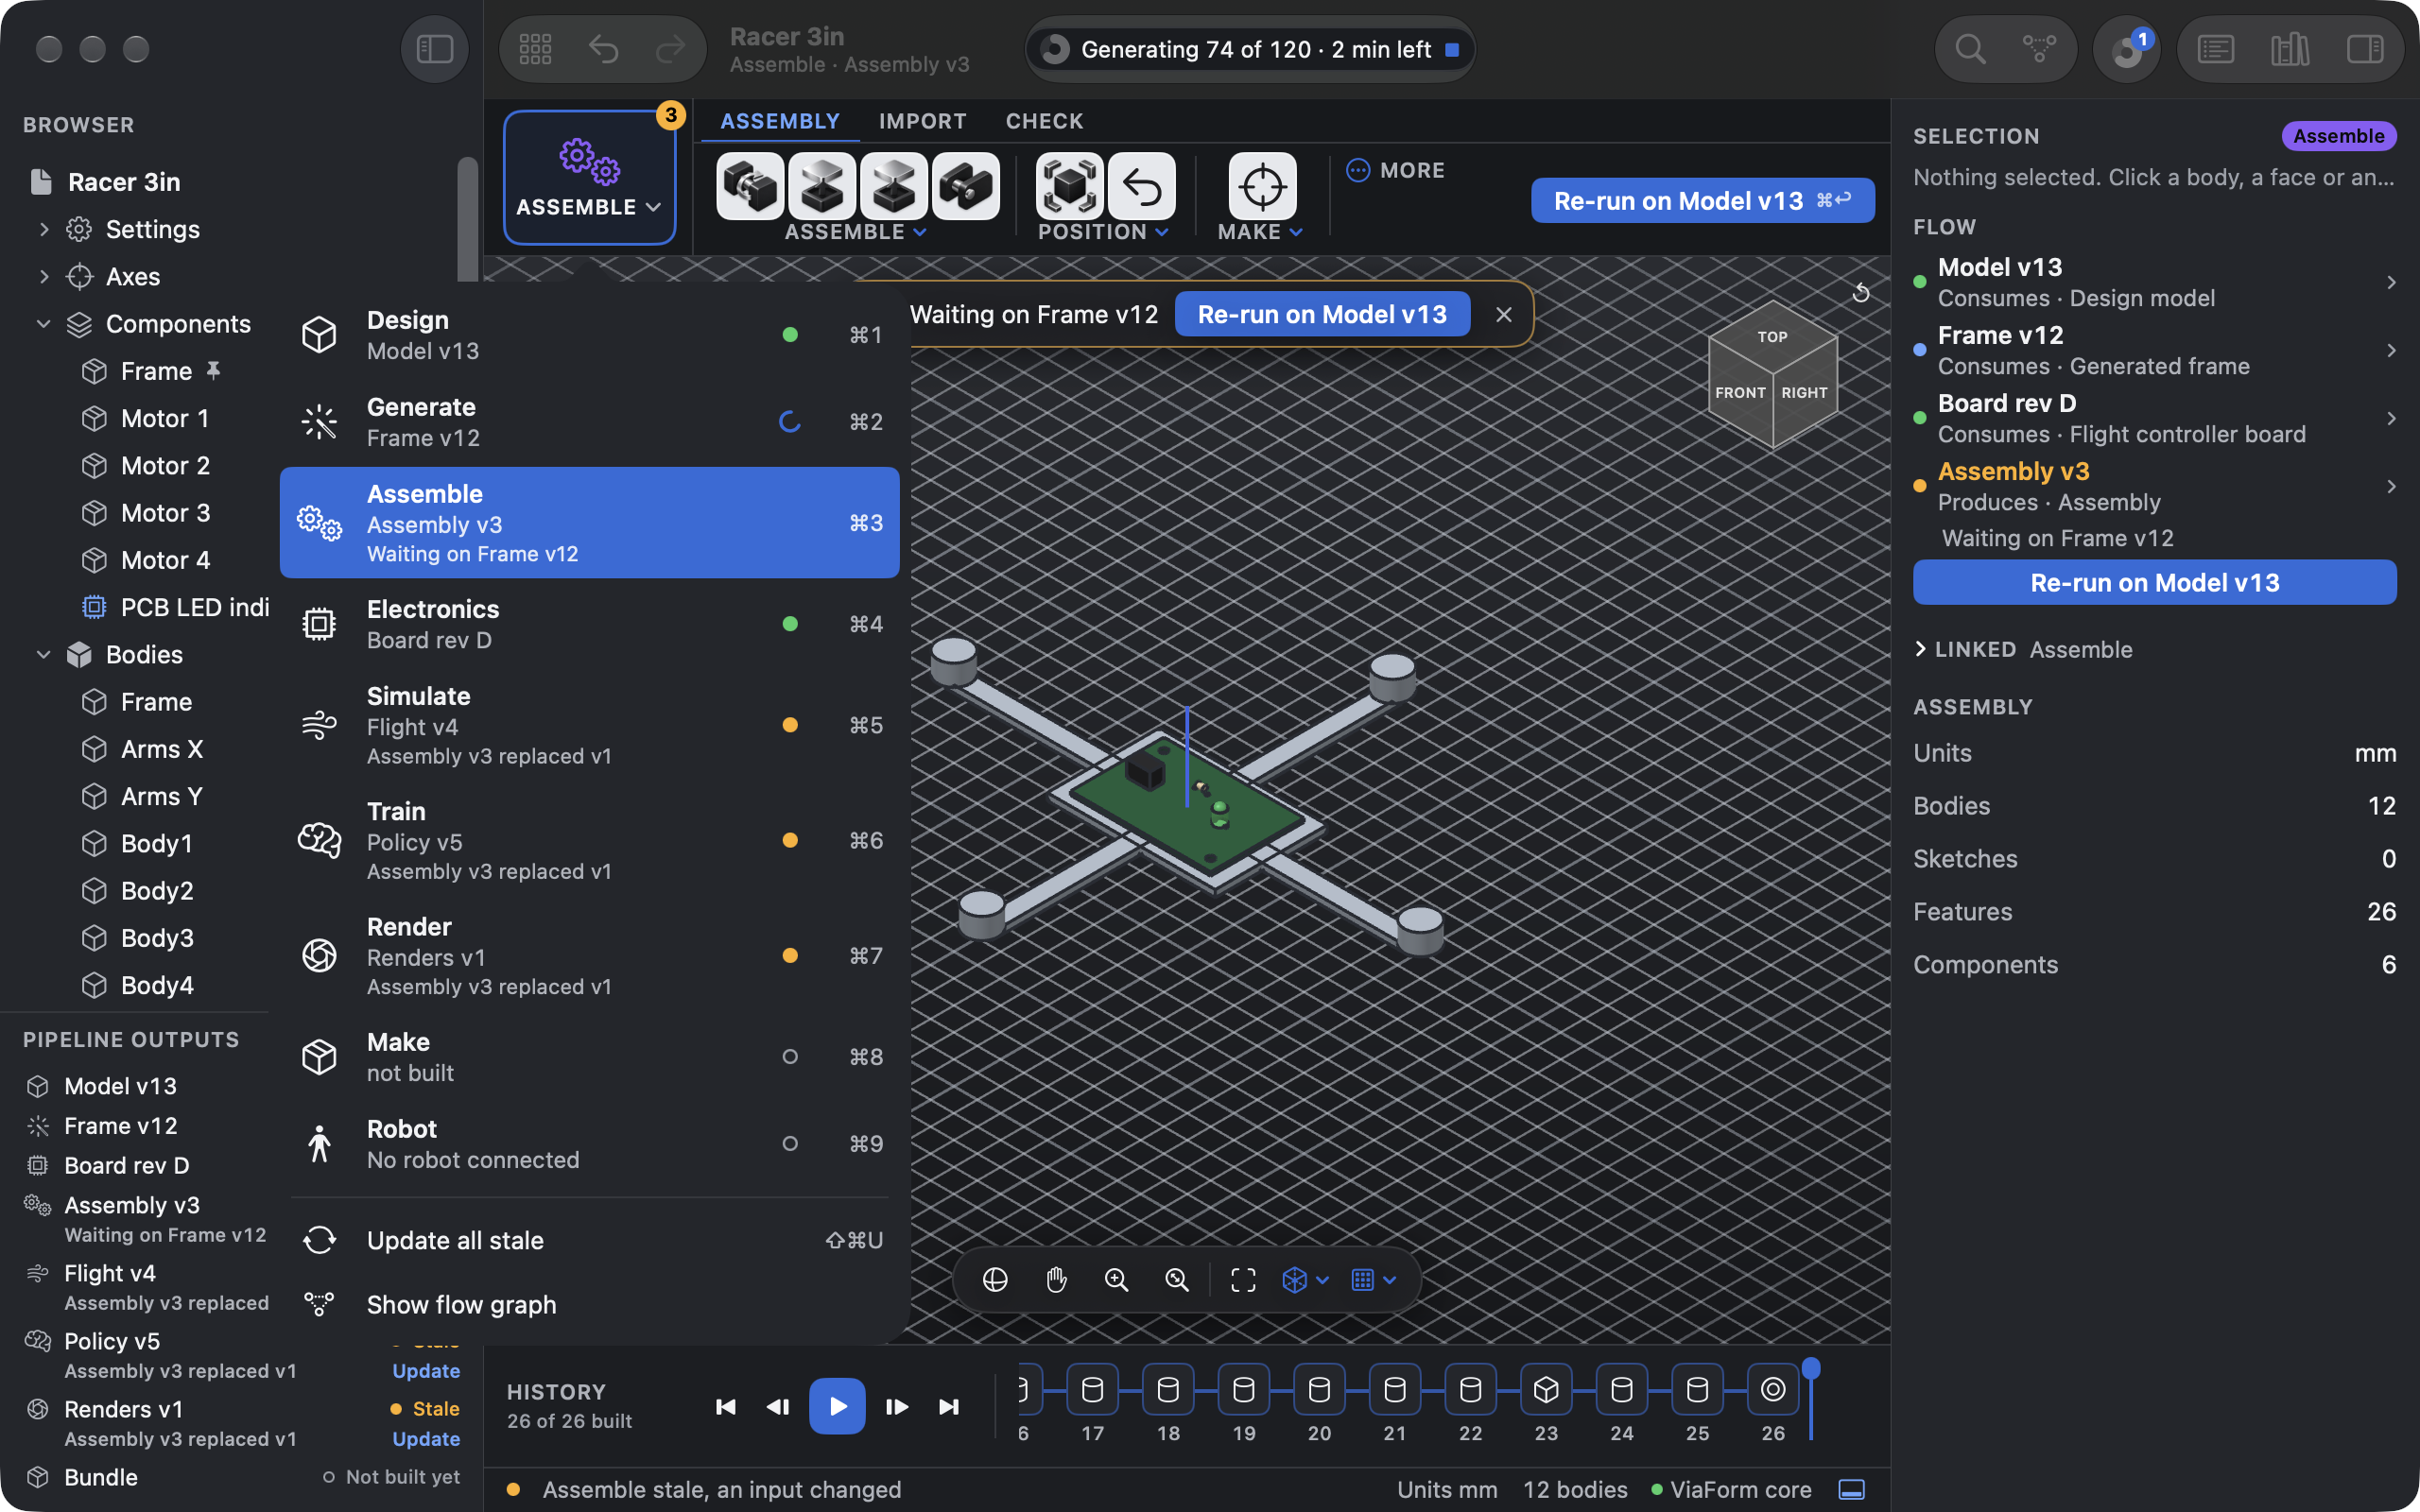 Racer 3in
Assemble · Assembly v3
Generating 74 of 120 · 2 min left
1
BROWSER
Racer 3in
Settings
Axes
Components
Frame
Motor 1
Motor 2
Motor 3
Motor 4
PCB LED indi
Bodies
Frame
Arms X
Arms Y
Body1
Body2
Body3
Body4
PIPELINE OUTPUTS
Model v13
Frame v12
Board rev D
Assembly v3
Waiting on Frame v12
Flight v4
Assembly v3 replaced
Policy v5
Stale
Assembly v3 replaced v1
Update
Renders v1
Stale
Assembly v3 replaced v1
Update
Bundle
Not built yet
ASSEMBLE
3
ASSEMBLY
IMPORT
CHECK
ASSEMBLE
POSITION
MAKE
MORE
Re-run on Model v13 ⌘↩
Design
Model v13
⌘1
Generate
Frame v12
⌘2
Assemble
Assembly v3
Waiting on Frame v12
⌘3
Electronics
Board rev D
⌘4
Simulate
Flight v4
Assembly v3 replaced v1
⌘5
Train
Policy v5
Assembly v3 replaced v1
⌘6
Render
Renders v1
Assembly v3 replaced v1
⌘7
Make
not built
⌘8
Robot
No robot connected
⌘9
Update all stale
⇧⌘U
Show flow graph
Waiting on Frame v12
Re-run on Model v13
TOP
FRONT
RIGHT
HISTORY
26 of 26 built
6
17
18
19
20
21
22
23
24
25
26
Assemble stale, an input changed
Units mm
12 bodies
ViaForm core
SELECTION
Assemble
Nothing selected. Click a body, a face or an...
FLOW
Model v13
Consumes · Design model
Frame v12
Consumes · Generated frame
Board rev D
Consumes · Flight controller board
Assembly v3
Produces · Assembly
Waiting on Frame v12
Re-run on Model v13
LINKED Assemble
ASSEMBLY
Units mm
Bodies 12
Sketches 0
Features 26
Components 6